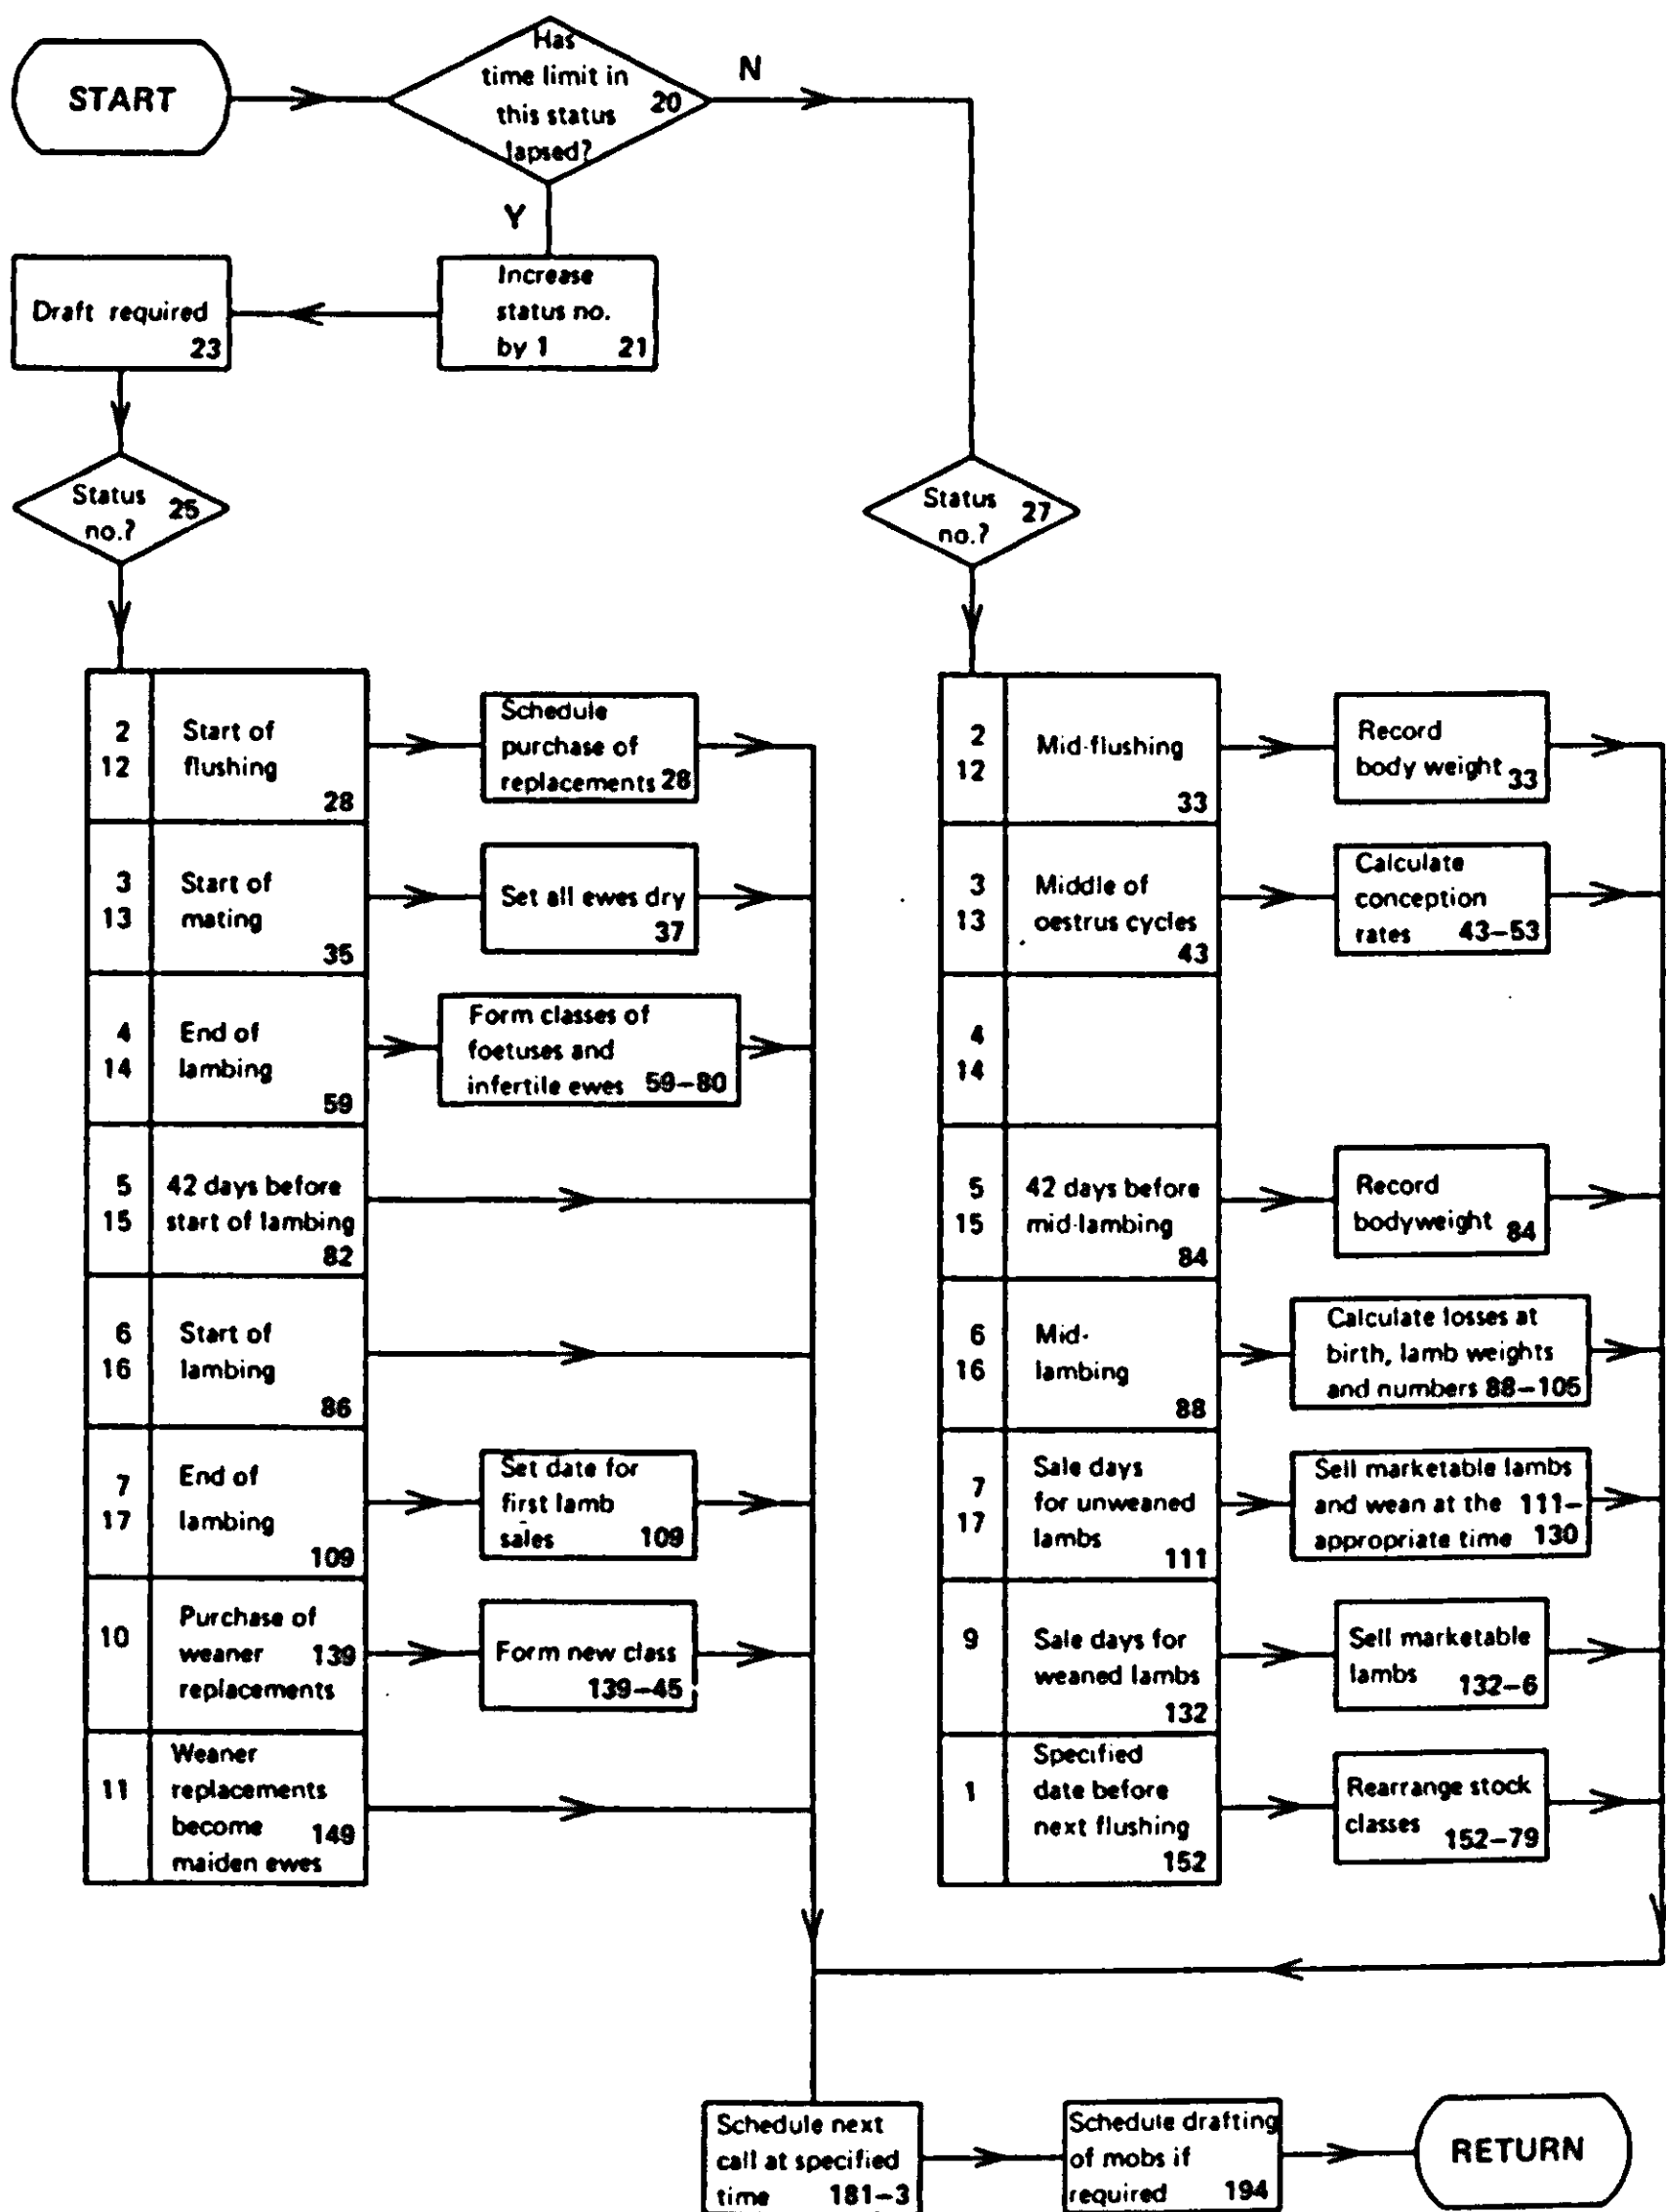 START
Has
time limit in
this status
lapsed? 20
N
Y
Increase
status no.
by 1 21
Draft required
23
Status
no.? 25
Status
no.? 27
2 Start of
12 flushing
28
Schedule
purchase of
replacements 28
3 Start of
13 mating
35
Set all ewes dry
37
4 End of
14 lambing
59
Form classes of
foetuses and
infertile ewes 59–80
5 42 days before
15 start of lambing
82
6 Start of
16 lambing
86
7 End of
17 lambing
109
Set date for
first lamb
sales 109
10 Purchase of
weaner 139
replacements
Form new class
139–45
11 Weaner
replacements
become 149
maiden ewes
2 Mid-flushing
12
33
Record
body weight 33
3 Middle of
13 oestrus cycles
43
Calculate
conception
rates 43–53
4
14
5 42 days before
15 mid-lambing
84
Record
bodyweight 84
6 Mid-
16 lambing
88
Calculate losses at
birth, lamb weights
and numbers 88–105
7 Sale days
17 for unweaned
lambs
111
Sell marketable lambs
and wean at the 111–
appropriate time 130
9 Sale days for
weaned lambs
132
Sell marketable
lambs
132–6
1 Specified
date before
next flushing
152
Rearrange stock
classes
152–79
Schedule next
call at specified
time 181–3
Schedule drafting
of mobs if
required 194
RETURN